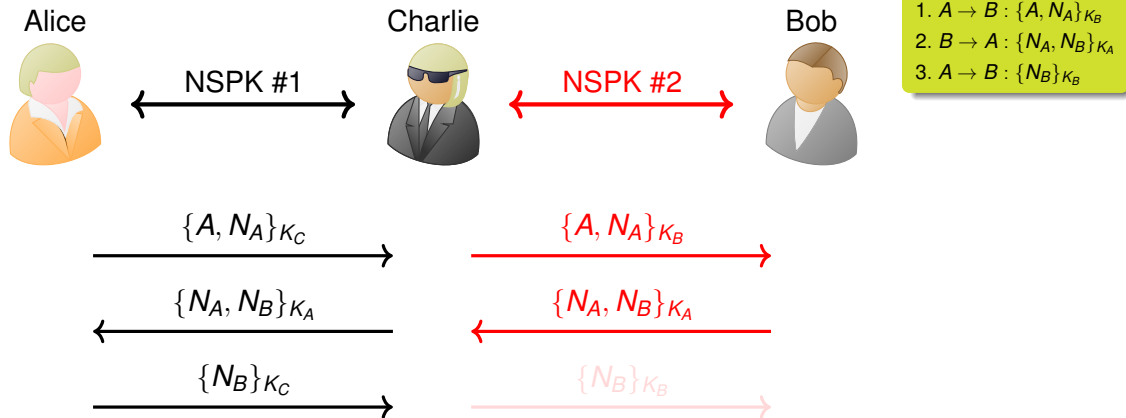 Alice
Charlie
Bob
1. A → B : {A, N_A}_{K_B}
2. B → A : {N_A, N_B}_{K_A}
3. A → B : {N_B}_{K_B}
NSPK #1
NSPK #2
{A, N_A}_{K_C}
{A, N_A}_{K_B}
{N_A, N_B}_{K_A}
{N_A, N_B}_{K_A}
{N_B}_{K_C}
{N_B}_{K_B}